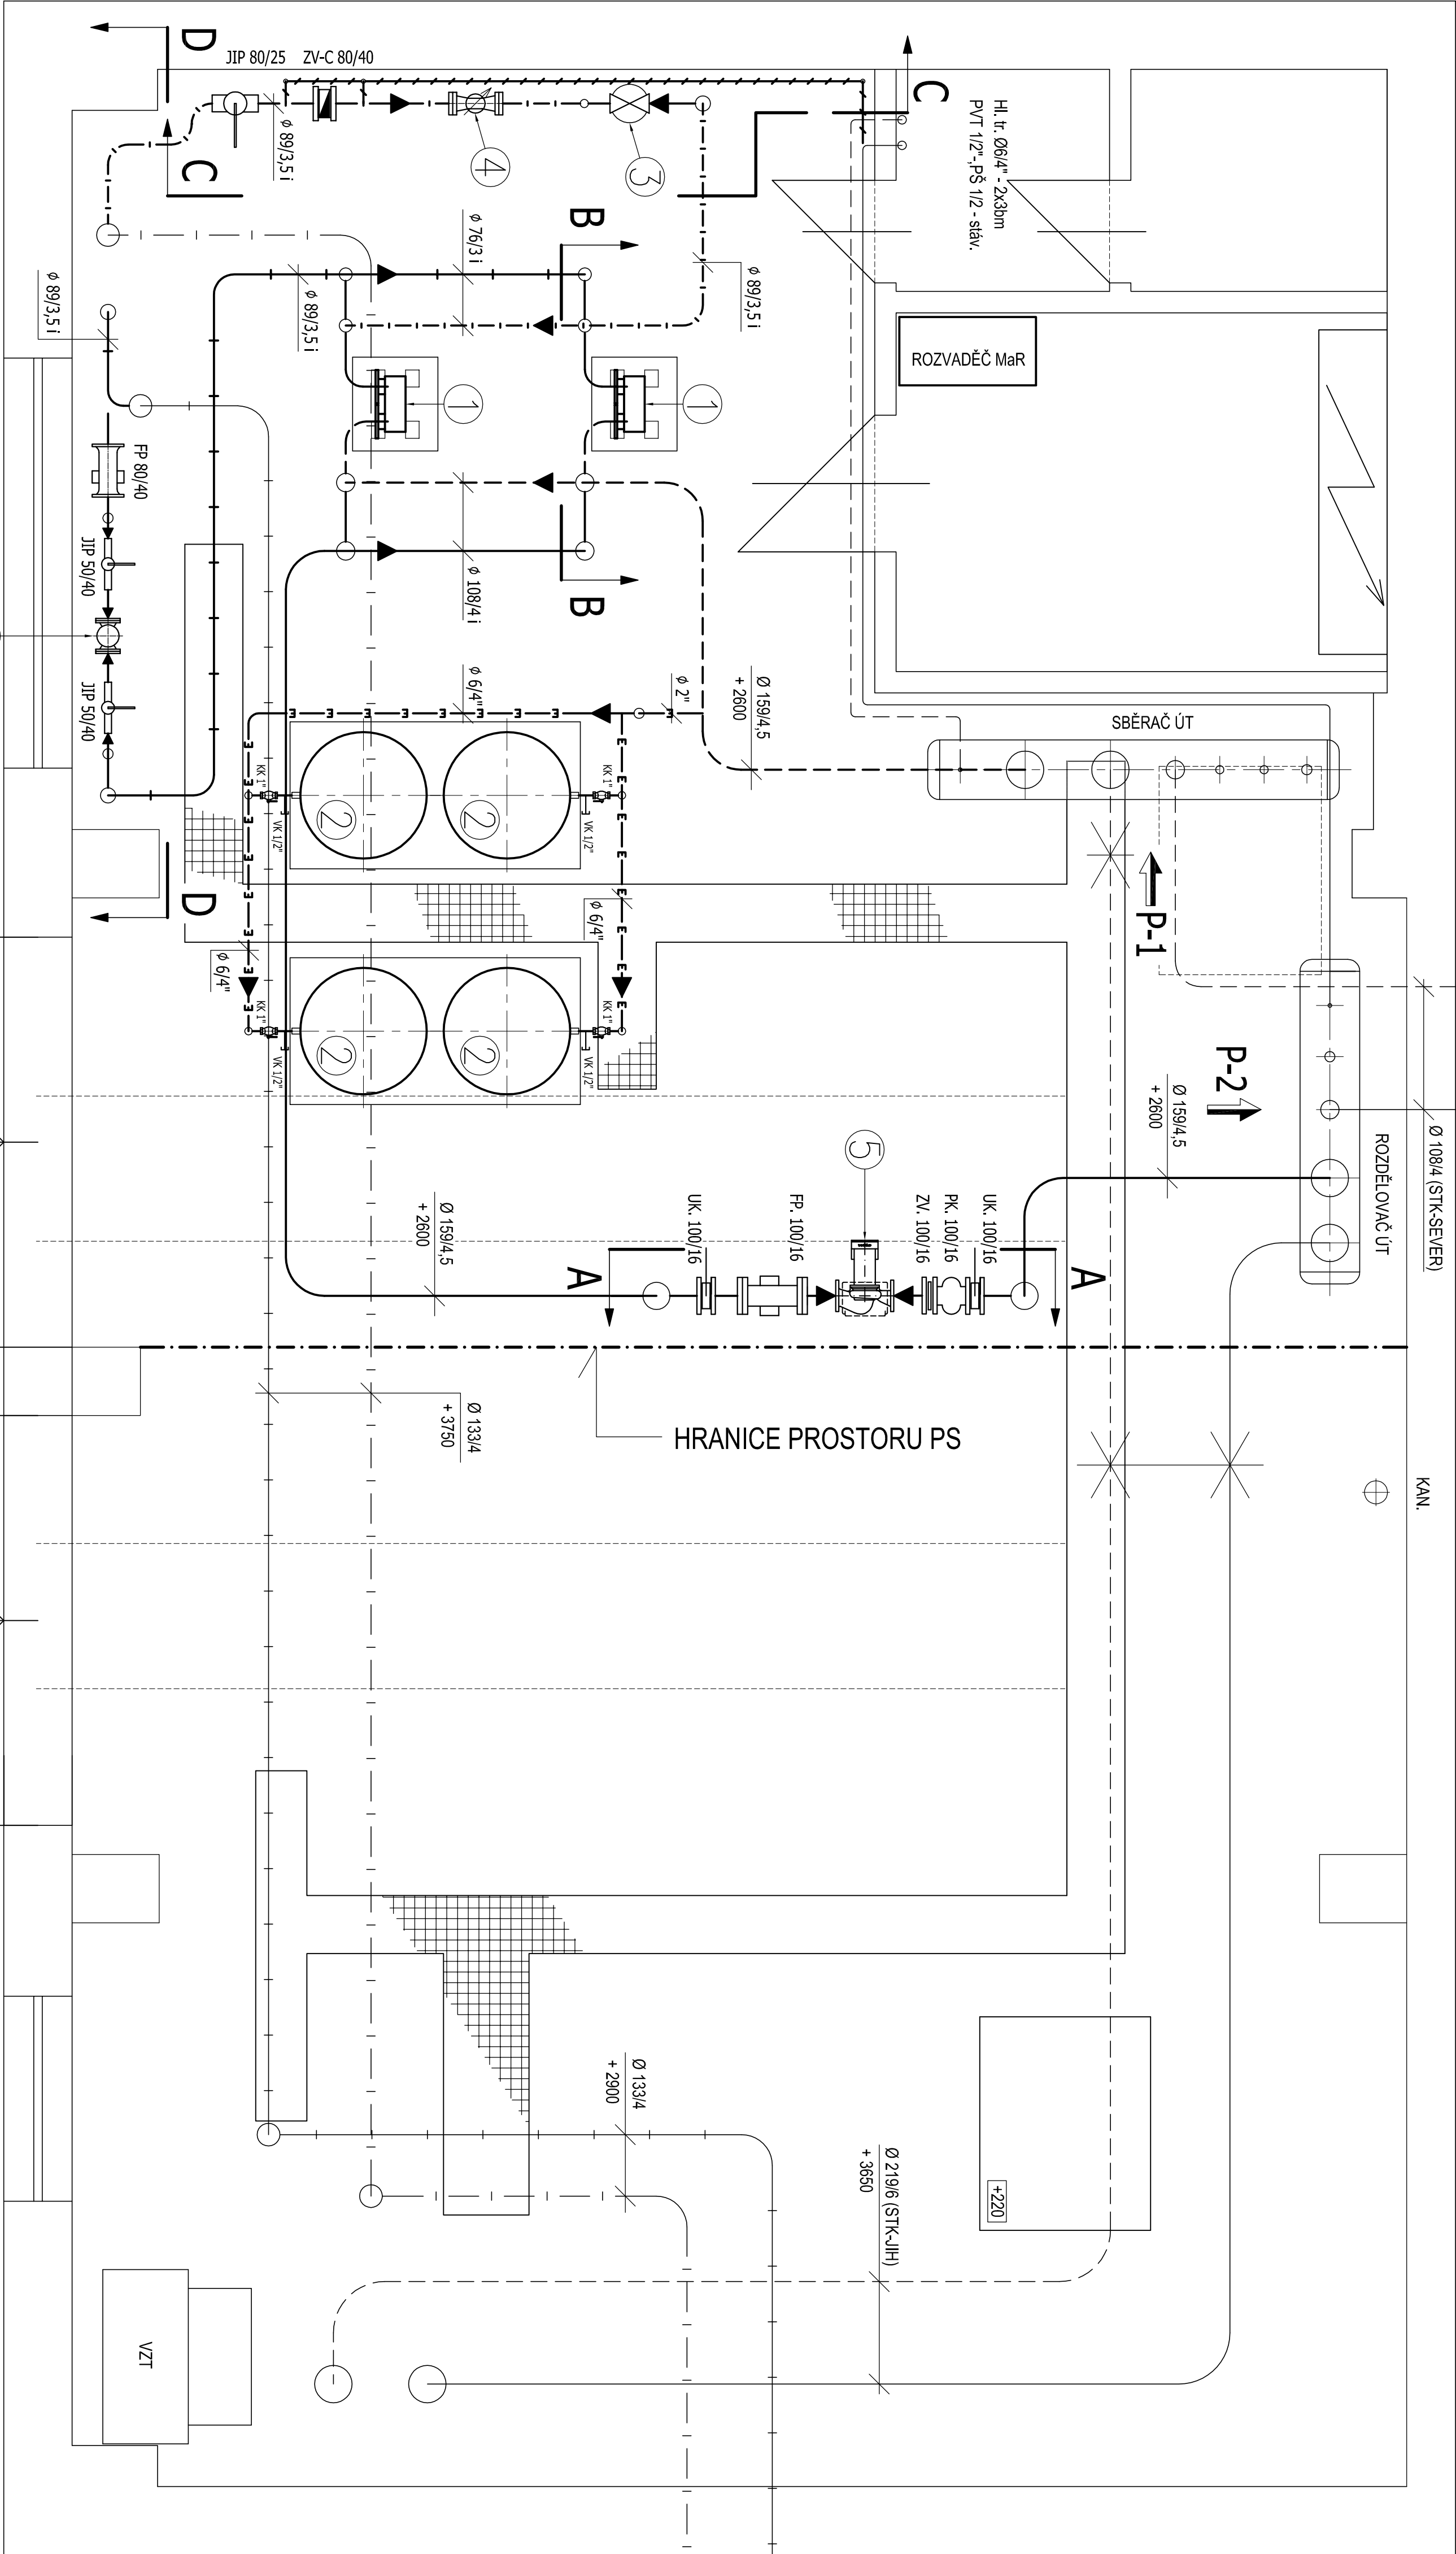 D
JIP 80/25
ZV-C 80/40
C
Hl. tr. Ø6/4" - 2x3bm
PVT 1/2"-,PŠ 1/2 - stáv.
ϕ 89/3,5 i
C
4
3
B
ϕ 76/3 i
ϕ 89/3,5 i
ϕ 89/3,5 i
ϕ 89/3,5 i
ROZVADĚČ MaR
1
1
FP 80/40
JIP 50/40
JIP 50/40
ϕ 108/4 i
B
ϕ 6/4"
ϕ 2"
Ø 159/4,5
+ 2600
SBĚRAČ ÚT
KK 1"
VK 1/2"
2
2
KK 1"
VK 1/2"
D
ϕ 6/4"
ϕ 6/4"
P-1
KK 1"
VK 1/2"
2
2
KK 1"
VK 1/2"
P-2
Ø 159/4,5
+ 2600
Ø 108/4 (STK-SEVER)
ROZDĚLOVAČ ÚT
5
UK. 100/16
FP. 100/16
ZV. 100/16
PK. 100/16
UK. 100/16
Ø 159/4,5
+ 2600
A
A
HRANICE PROSTORU PS
Ø 133/4
+ 3750
KAN.
Ø 133/4
+ 2900
Ø 219/6 (STK-JIH)
+ 3650
+220
VZT